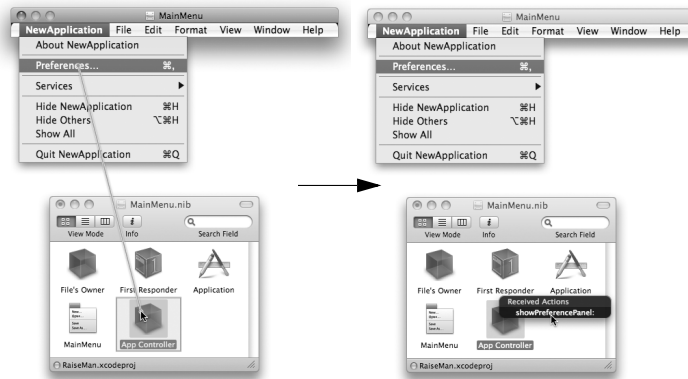 MainMenu
NewApplication File Edit Format View Window Help
About NewApplication
Preferences... ⌘,
Services
Hide NewApplication ⌘H
Hide Others ⌥⌘H
Show All
Quit NewApplication ⌘Q
MainMenu.nib
View Mode Info Search Field
File's Owner First Responder Application
MainMenu App Controller
RaiseMan.xcodeproj
MainMenu
NewApplication File Edit Format View Window Help
About NewApplication
Preferences... ⌘,
Services
Hide NewApplication ⌘H
Hide Others ⌥⌘H
Show All
Quit NewApplication ⌘Q
MainMenu.nib
View Mode Info Search Field
File's Owner First Responder Application
Received Actions
showPreferencePanel:
MainMenu App Controller
RaiseMan.xcodeproj